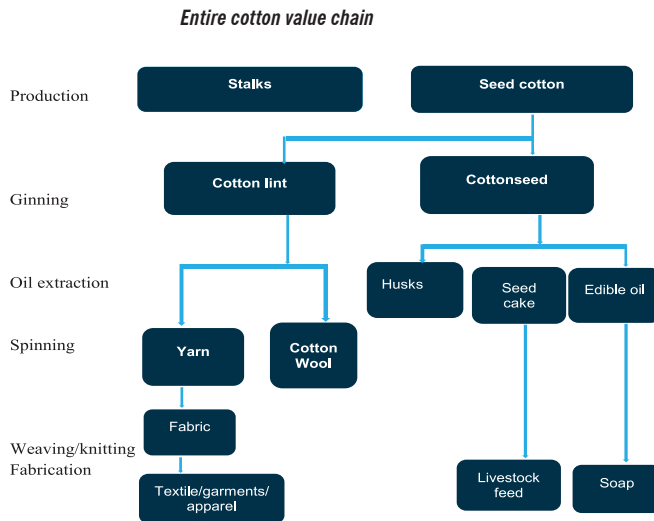 Entire cotton value chain
Production
Stalks
Seed cotton
Ginning
Cotton lint
Cottonseed
Oil extraction
Husks
Seed
cake
Edible oil
Spinning
Yarn
Cotton
Wool
Fabric
Weaving/knitting
Fabrication
Textile/garments/
apparel
Livestock
feed
Soap